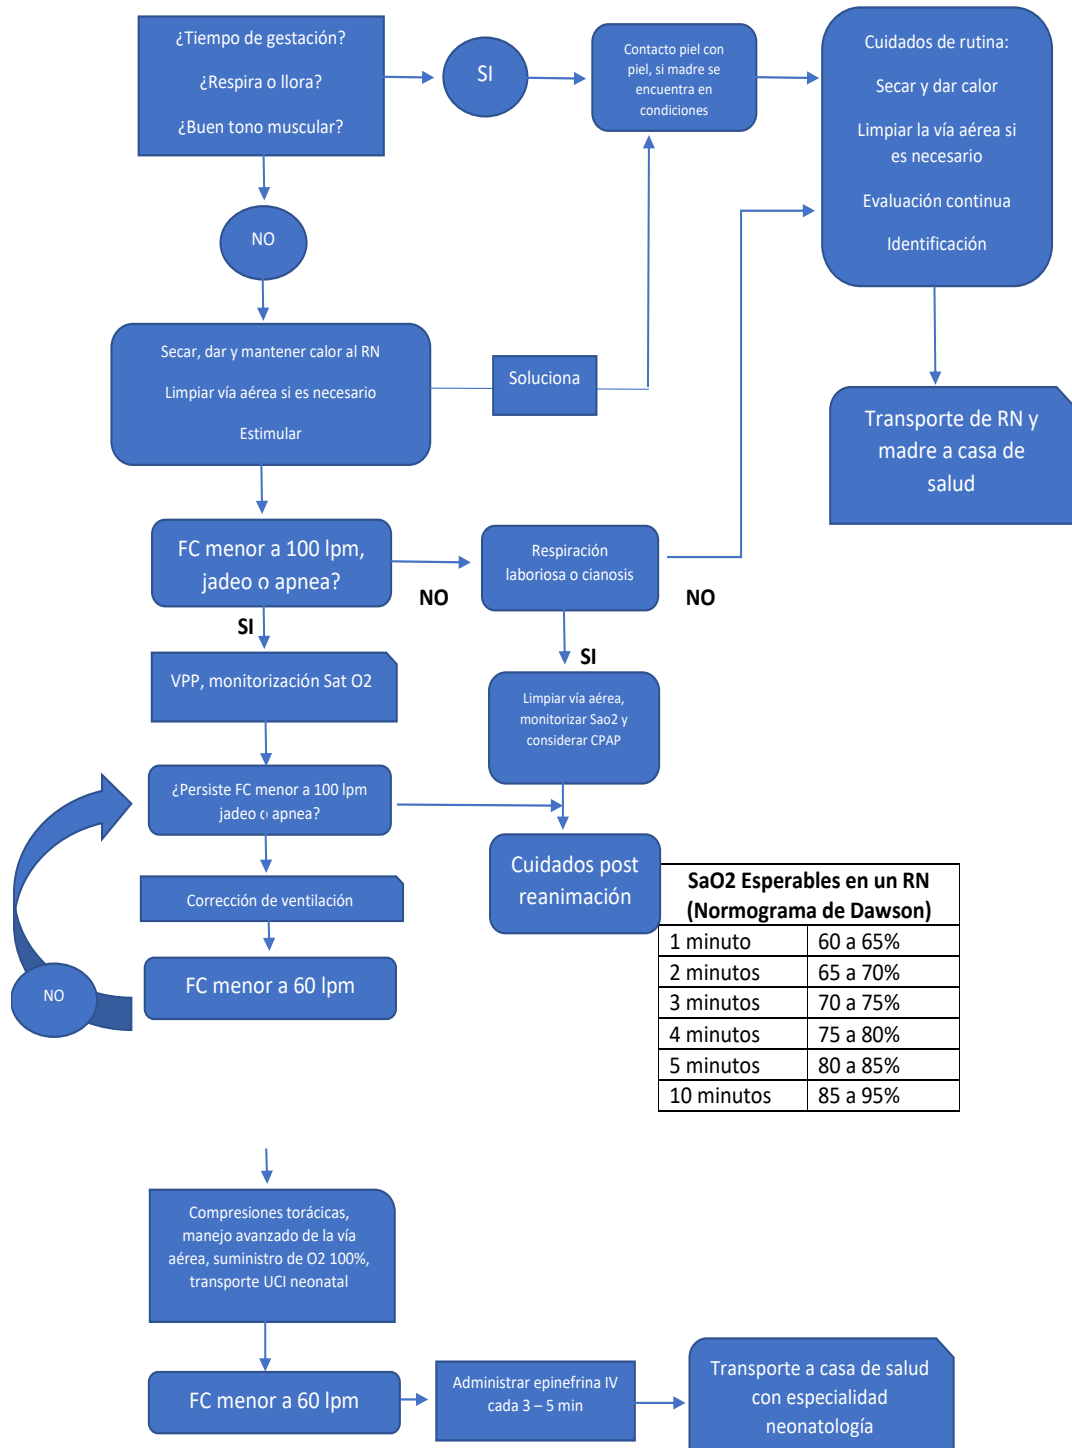 ¿Tiempo de gestación?
¿Respira o llora?
¿Buen tono muscular?
SI
Contacto piel con
piel, si madre se
encuentra en
condiciones
Cuidados de rutina:
Secar y dar calor
Limpiar la vía aérea si
es necesario
Evaluación continua
Identificación
NO
Secar, dar y mantener calor al RN
Limpiar vía aérea si es necesario
Estimular
Soluciona
Transporte de RN y
madre a casa de
salud
FC menor a 100 lpm,
jadeo o apnea?
NO
Respiración
laboriosa o cianosis
NO
SI
SI
VPP, monitorización Sat O2
Limpiar vía aérea,
monitorizar Sao2 y
considerar CPAP
¿Persiste FC menor a 100 lpm
jadeo o apnea?
Cuidados post
reanimación
Corrección de ventilación
FC menor a 60 lpm
NO
SaO2 Esperables en un RN
(Normograma de Dawson)
1 minuto 60 a 65%
2 minutos 65 a 70%
3 minutos 70 a 75%
4 minutos 75 a 80%
5 minutos 80 a 85%
10 minutos 85 a 95%
Compresiones torácicas,
manejo avanzado de la vía
aérea, suministro de O2 100%,
transporte UCI neonatal
FC menor a 60 lpm
Administrar epinefrina IV
cada 3 – 5 min
Transporte a casa de salud
con especialidad
neonatología